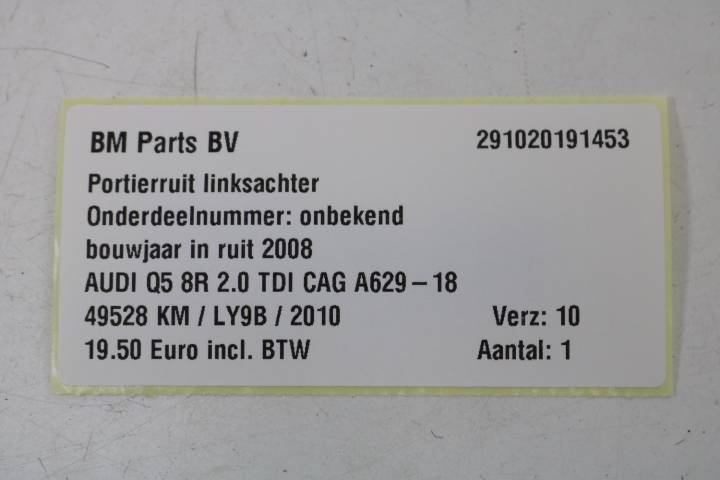 BM Parts BV 291020191453
Portierruit linksachter
Onderdeelnummer: onbekend
bouwjaar in ruit 2008
AUDI Q5 8R 2.0 TDI CAG A629-18
49528 KM / LY9B / 2010 Verz: 10
19.50 Euro incl. BTW Aantal: 1